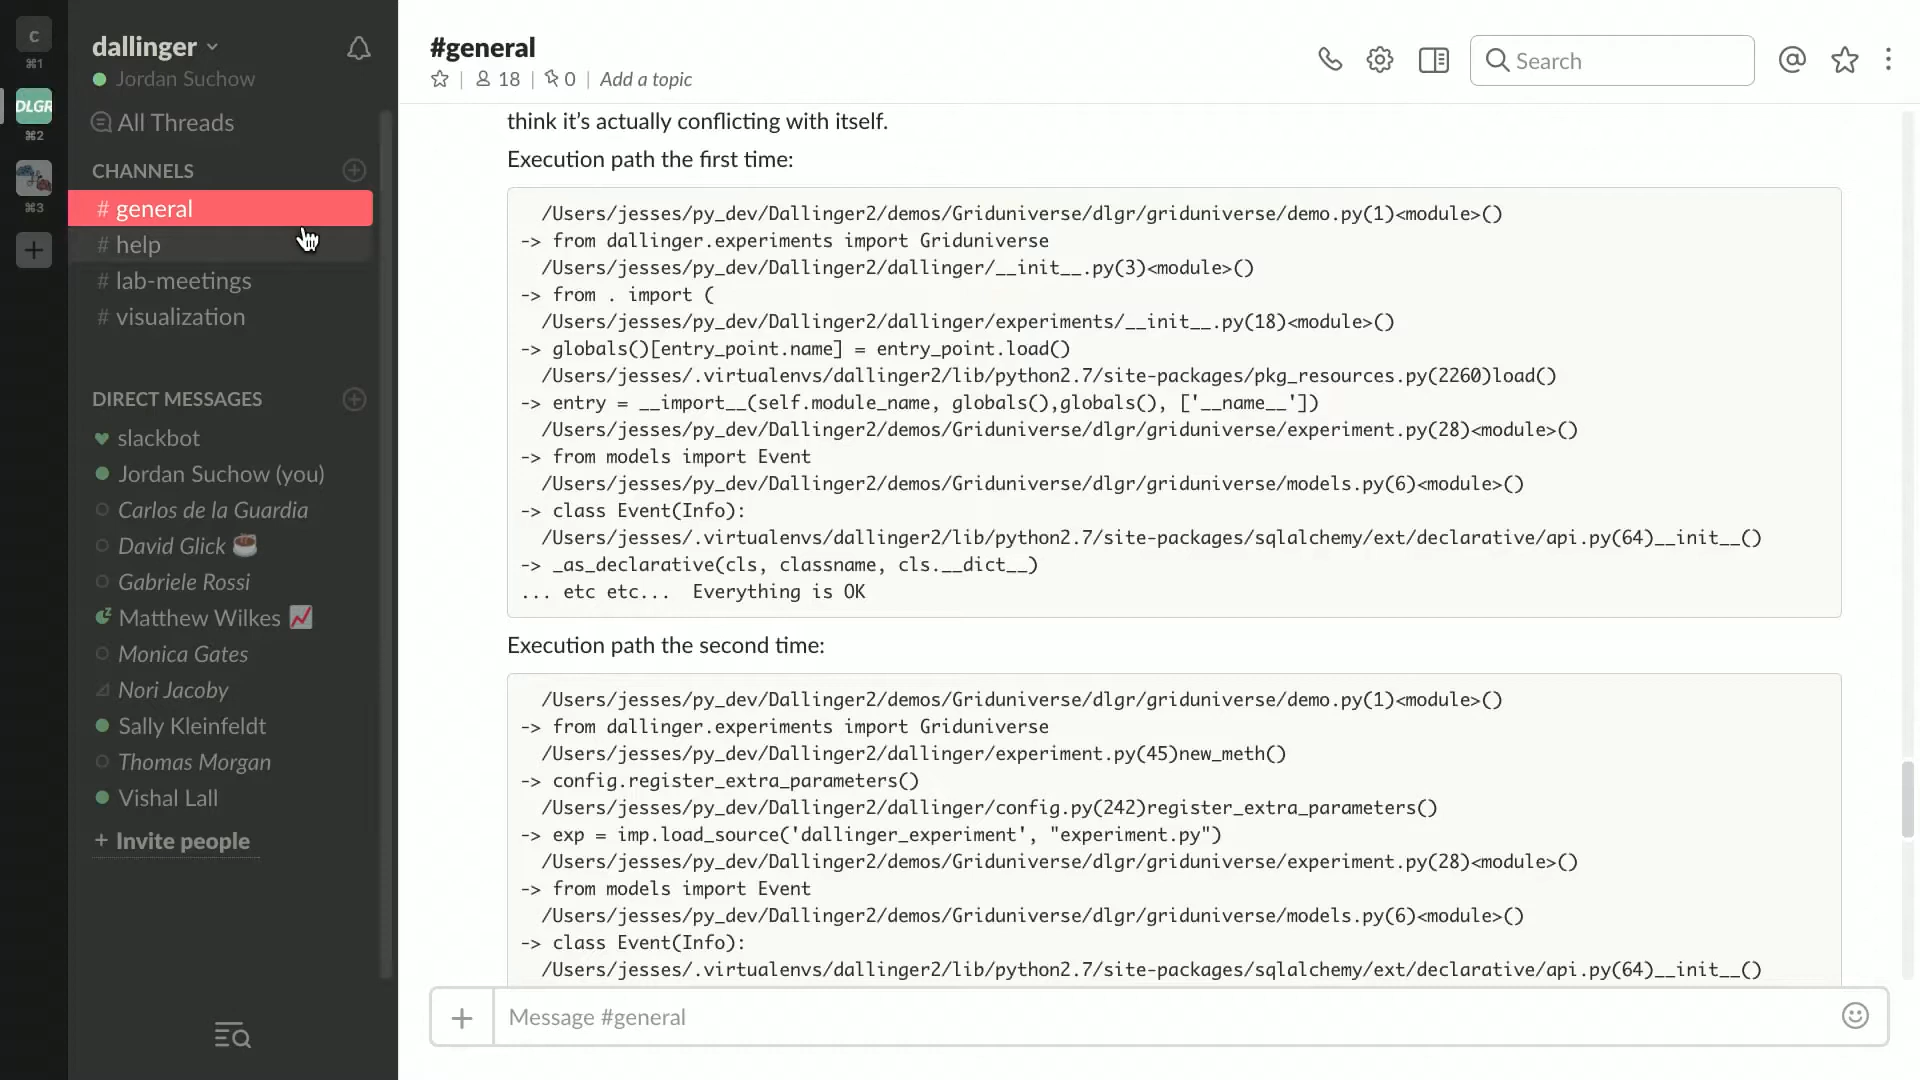 C
⌘1
DLGR
⌘2
⌘3
dallinger
Jordan Suchow
All Threads
CHANNELS
# general
# help
# lab-meetings
# visualization
DIRECT MESSAGES
slackbot
Jordan Suchow (you)
Carlos de la Guardia
David Glick
Gabriele Rossi
Matthew Wilkes
Monica Gates
Nori Jacoby
Sally Kleinfeldt
Thomas Morgan
Vishal Lall
+ Invite people
#general
18 | 0 | Add a topic
Search
think it’s actually conflicting with itself.
Execution path the first time:
/Users/jesses/py_dev/Dallinger2/demos/Griduniverse/dlgr/griduniverse/demo.py(1)<module>()
-> from dallinger.experiments import Griduniverse
/Users/jesses/py_dev/Dallinger2/dallinger/__init__.py(3)<module>()
-> from . import (
/Users/jesses/py_dev/Dallinger2/dallinger/experiments/__init__.py(18)<module>()
-> globals()[entry_point.name] = entry_point.load()
/Users/jesses/.virtualenvs/dallinger2/lib/python2.7/site-packages/pkg_resources.py(2260)load()
-> entry = __import__(self.module_name, globals(),globals(), ['__name__'])
/Users/jesses/py_dev/Dallinger2/demos/Griduniverse/dlgr/griduniverse/experiment.py(28)<module>()
-> from models import Event
/Users/jesses/py_dev/Dallinger2/demos/Griduniverse/dlgr/griduniverse/models.py(6)<module>()
-> class Event(Info):
/Users/jesses/.virtualenvs/dallinger2/lib/python2.7/site-packages/sqlalchemy/ext/declarative/api.py(64)__init__()
-> _as_declarative(cls, classname, cls.__dict__)
... etc etc... Everything is OK
Execution path the second time:
/Users/jesses/py_dev/Dallinger2/demos/Griduniverse/dlgr/griduniverse/demo.py(1)<module>()
-> from dallinger.experiments import Griduniverse
/Users/jesses/py_dev/Dallinger2/dallinger/experiment.py(45)new_meth()
-> config.register_extra_parameters()
/Users/jesses/py_dev/Dallinger2/dallinger/config.py(242)register_extra_parameters()
-> exp = imp.load_source('dallinger_experiment', "experiment.py")
/Users/jesses/py_dev/Dallinger2/demos/Griduniverse/dlgr/griduniverse/experiment.py(28)<module>()
-> from models import Event
/Users/jesses/py_dev/Dallinger2/demos/Griduniverse/dlgr/griduniverse/models.py(6)<module>()
-> class Event(Info):
/Users/jesses/.virtualenvs/dallinger2/lib/python2.7/site-packages/sqlalchemy/ext/declarative/api.py(64)__init__()
Message #general